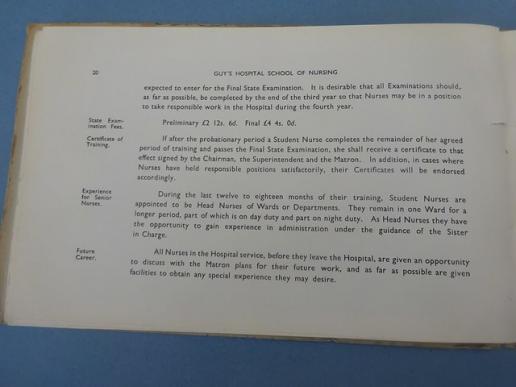 20
GUY'S HOSPITAL SCHOOL OF NURSING
expected to enter for the Final State Examination. It is desirable that all Examinations should,
as far as possible, be completed by the end of the third year so that Nurses may be in a position
to take responsible work in the Hospital during the fourth year.
State Exam-
ination Fees.
Preliminary £2 12s. 6d. Final £4 4s. 0d.
Certificate of
Training.
If after the probationary period a Student Nurse completes the remainder of her agreed
period of training and passes the Final State Examination, she shall receive a certificate to that
effect signed by the Chairman, the Superintendent and the Matron. In addition, in cases where
Nurses have held responsible positions satisfactorily, their Certificates will be endorsed
accordingly.
Experience
for Senior
Nurses.
During the last twelve to eighteen months of their training, Student Nurses are
appointed to be Head Nurses of Wards or Departments. They remain in one Ward for a
longer period, part of which is on day duty and part on night duty. As Head Nurses they have
the opportunity to gain experience in administration under the guidance of the Sister
in Charge.
Future
Career.
All Nurses in the Hospital service, before they leave the Hospital, are given an opportunity
to discuss with the Matron plans for their future work, and as far as possible are given
facilities to obtain any special experience they may desire.